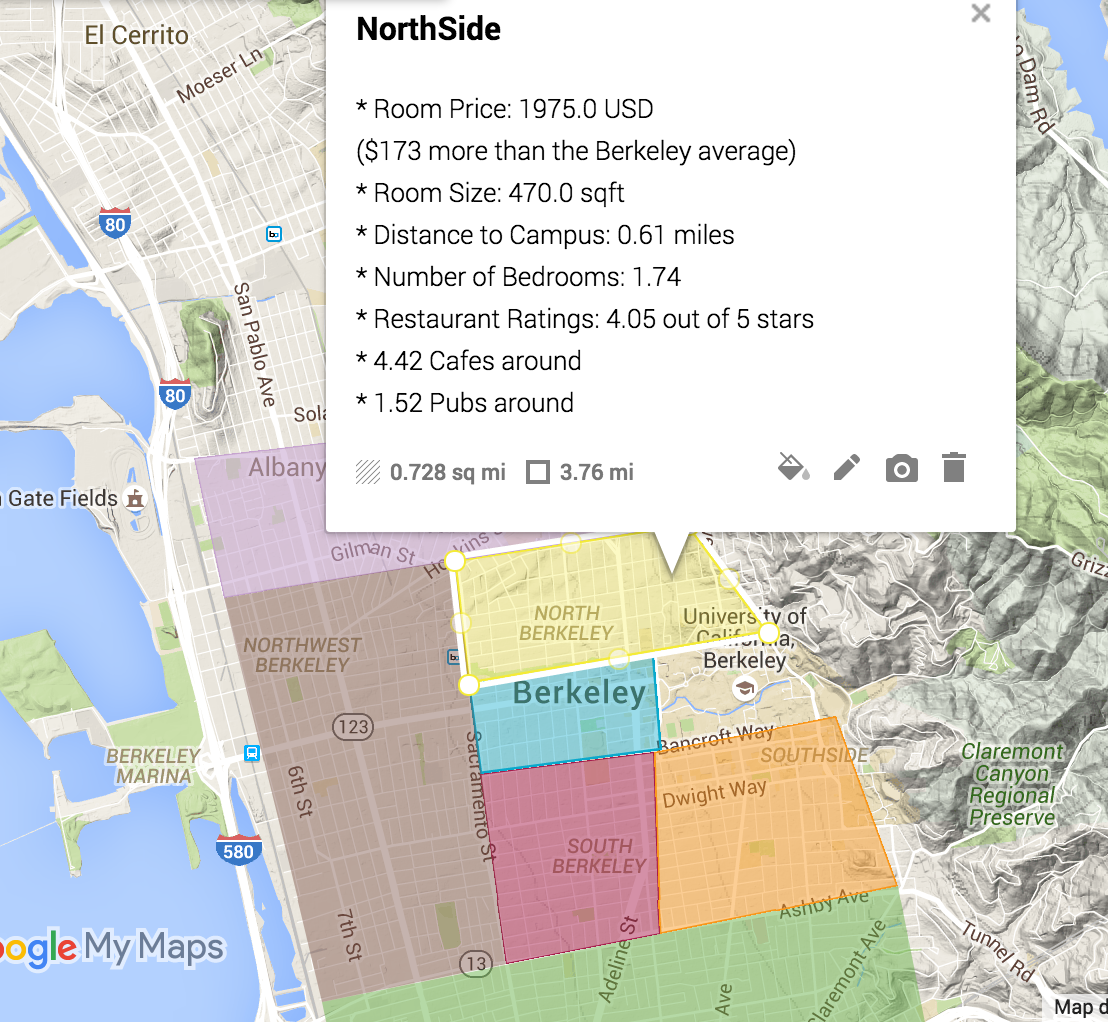 NorthSide
* Room Price: 1975.0 USD
($173 more than the Berkeley average)
* Room Size: 470.0 sqft
* Distance to Campus: 0.61 miles
* Number of Bedrooms: 1.74
* Restaurant Ratings: 4.05 out of 5 stars
* 4.42 Cafes around
* 1.52 Pubs around
0.728 sq mi 3.76 mi
El Cerrito
Moeser Ln
Dam Rd
80
San Pablo Ave
80
Sola
Albany
Gate Fields
Gilman St
NORTH
BERKELEY
University of
California,
Berkeley
NORTHWEST
BERKELEY
Berkeley
123
Bancroft Way
SOUTHSIDE
BERKELEY
MARINA
Sacramento St
6th St
Dwight Way
Claremont
Canyon
Regional
Preserve
580
SOUTH
BERKELEY
Ashby Ave
7th St
Adeline St
Claremont Ave
Tunnel Rd
ogle My Maps
13
Ave
Map d